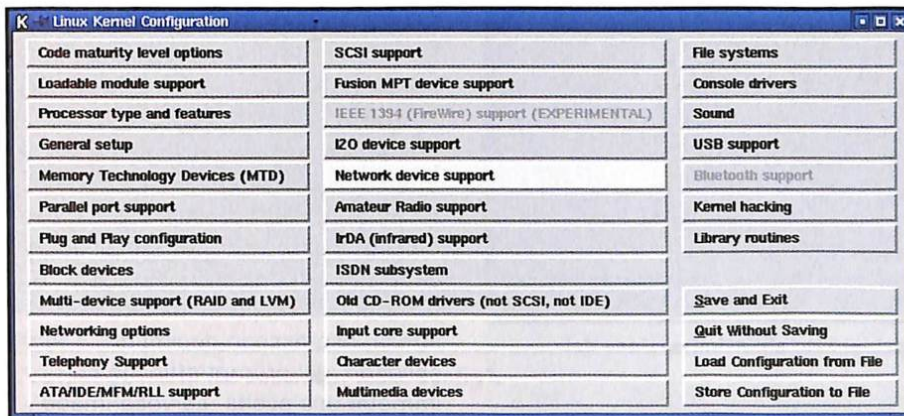 Linux Kernel Configuration
Code maturity level options
Loadable module support
Processor type and features
General setup
Memory Technology Devices (MTD)
Parallel port support
Plug and Play configuration
Block devices
Multi-device support (RAID and LVM)
Networking options
Telephony Support
ATA/IDE/MFM/RLL support
SCSI support
Fusion MPT device support
IEEE 1394 (FireWire) support (EXPERIMENTAL)
I2O device support
Network device support
Amateur Radio support
IrDA (infrared) support
ISDN subsystem
Old CD-ROM drivers (not SCSI, not IDE)
Input core support
Character devices
Multimedia devices
File systems
Console drivers
Sound
USB support
Bluetooth support
Kernel hacking
Library routines
Save and Exit
Quit Without Saving
Load Configuration from File
Store Configuration to File